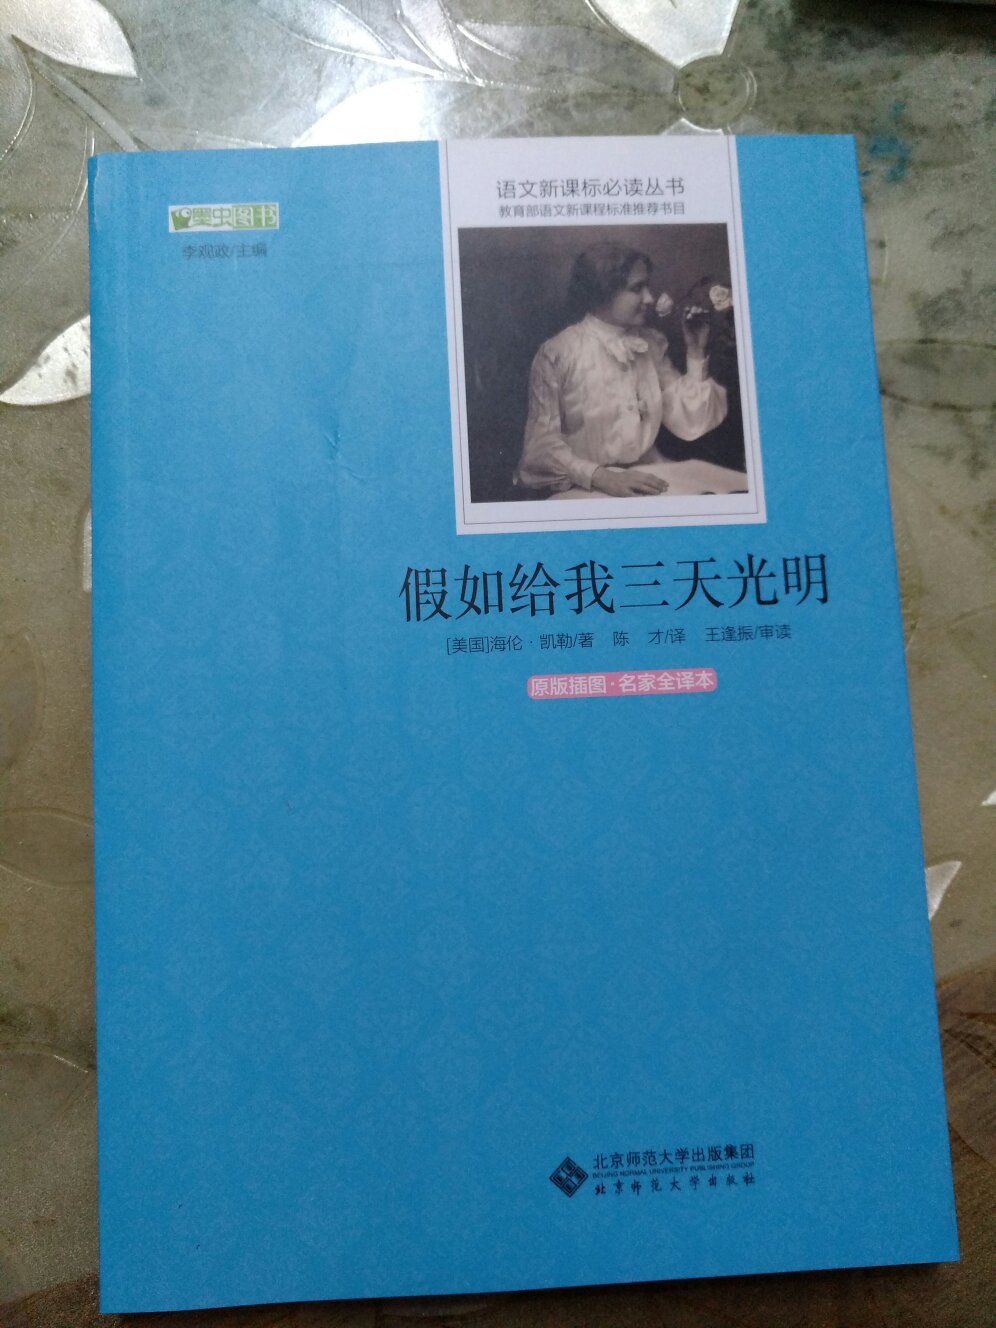 墨虫图书
李观政/主编
语文新课标必读丛书
教育部语文新课程标准推荐书目
假如给我三天光明
[美国]海伦·凯勒/著 陈 才/译 王逢振/审读
原版插图·名家全译本
北京师范大学出版集团
BEIJING NORMAL UNIVERSITY PUBLISHING GROUP
北京师范大学出版社